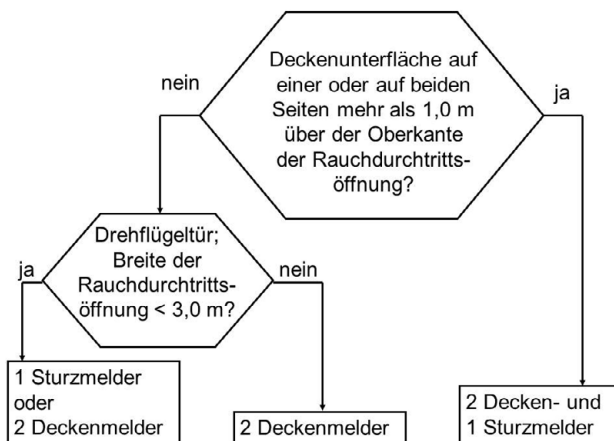 Deckenunterfläche auf
einer oder auf beiden
Seiten mehr als 1,0 m
über der Oberkante
der Rauchdurchtritts-
öffnung?
nein
ja
Drehflügeltür;
Breite der
Rauchdurchtritts-
öffnung < 3,0 m?
ja
nein
1 Sturzmelder
oder
2 Deckenmelder
2 Deckenmelder
2 Decken- und
1 Sturzmelder